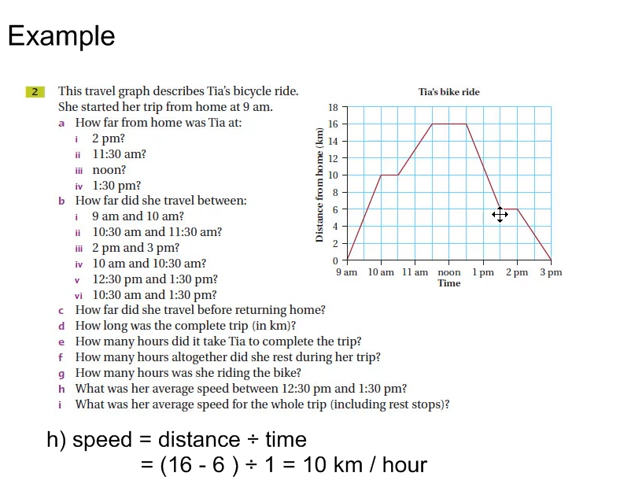 Example
2 This travel graph describes Tia's bicycle ride.
She started her trip from home at 9 am.
a How far from home was Tia at:
i 2 pm?
ii 11:30 am?
iii noon?
iv 1:30 pm?
b How far did she travel between:
i 9 am and 10 am?
ii 10:30 am and 11:30 am?
iii 2 pm and 3 pm?
iv 10 am and 10:30 am?
v 12:30 pm and 1:30 pm?
vi 10:30 am and 1:30 pm?
c How far did she travel before returning home?
d How long was the complete trip (in km)?
e How many hours did it take Tia to complete the trip?
f How many hours altogether did she rest during her trip?
g How many hours was she riding the bike?
h What was her average speed between 12:30 pm and 1:30 pm?
i What was her average speed for the whole trip (including rest stops)?
Tia's bike ride
Distance from home (km)
18
16
14
12
10
8
6
4
2
0
9 am 10 am 11 am noon 1 pm 2 pm 3 pm
Time
h) speed = distance ÷ time
= (16 - 6 ) ÷ 1 = 10 km / hour